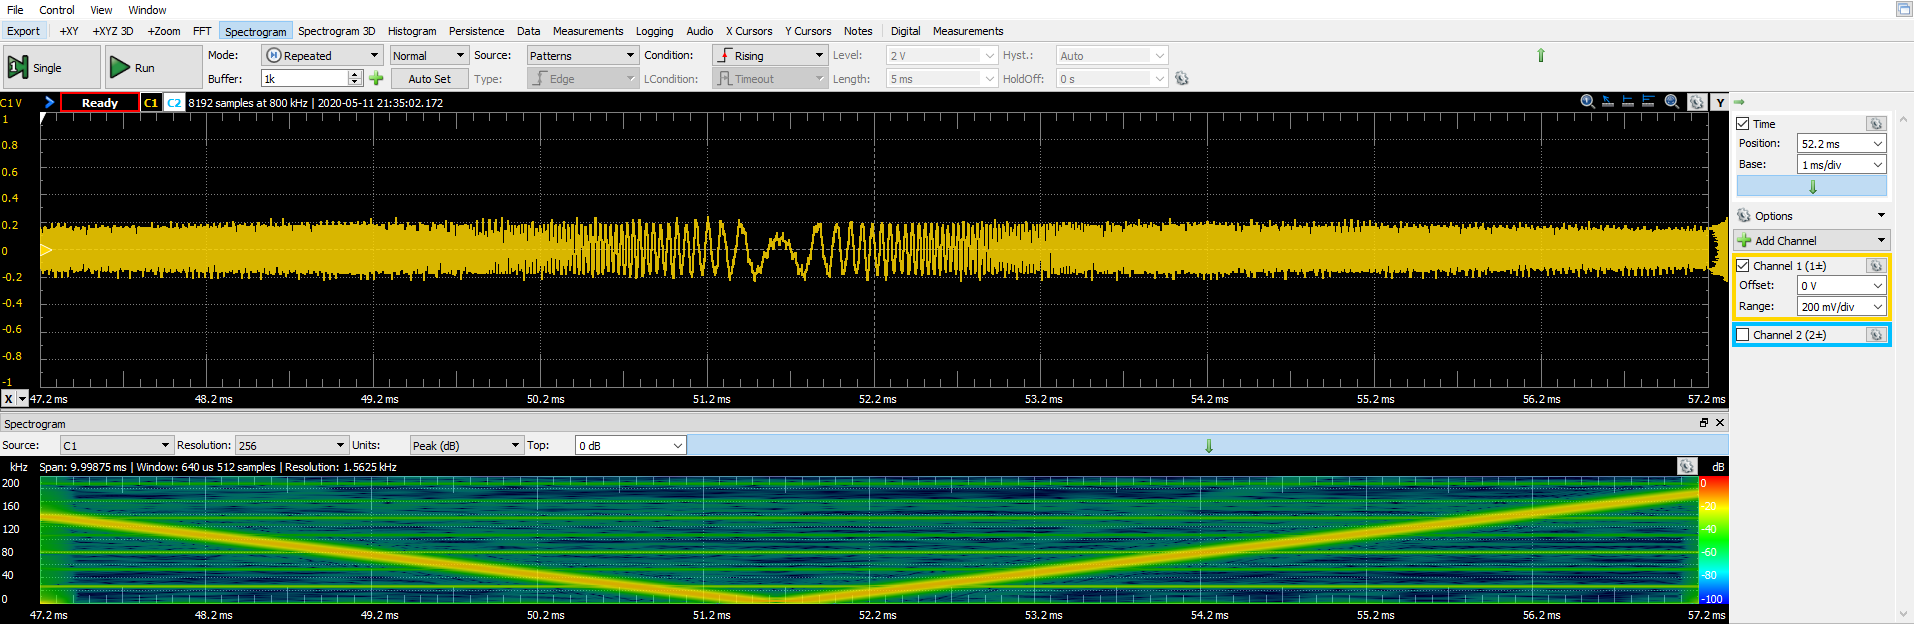 File Control View Window
Export +XY +XYZ 3D +Zoom FFT Spectrogram Spectrogram 3D Histogram Persistence Data Measurements Logging Audio X Cursors Y Cursors Notes Digital Measurements
1 Single Run Mode: Repeated Normal Source: Patterns Condition: Rising Level: 2 V Hyst.: Auto
Buffer: 1k Auto Set Type: Edge LCondition: Timeout Length: 5 ms HoldOff: 0 s
C1 V Ready C1 C2 8192 samples at 800 kHz | 2020-05-11 21:35:02.172 Y
1
0.8
0.6
0.4
0.2
0
-0.2
-0.4
-0.6
-0.8
-1
X 47.2 ms 48.2 ms 49.2 ms 50.2 ms 51.2 ms 52.2 ms 53.2 ms 54.2 ms 55.2 ms 56.2 ms 57.2 ms
Time
Position: 52.2 ms
Base: 1 ms/div
Options
Add Channel
Channel 1 (1±)
Offset: 0 V
Range: 200 mV/div
Channel 2 (2±)
Spectrogram
Source: C1 Resolution: 256 Units: Peak (dB) Top: 0 dB
kHz Span: 9.99875 ms | Window: 640 us 512 samples | Resolution: 1.5625 kHz dB
200
160
120
80
40
0
0
-20
-40
-60
-80
-100
47.2 ms 48.2 ms 49.2 ms 50.2 ms 51.2 ms 52.2 ms 53.2 ms 54.2 ms 55.2 ms 56.2 ms 57.2 ms